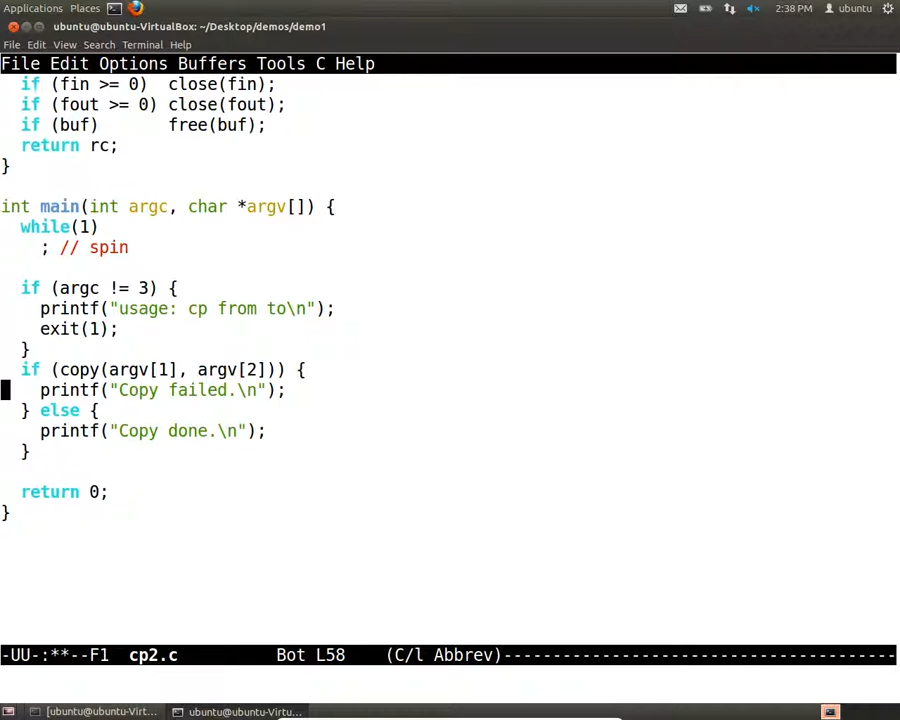 Applications Places 2:38 PM ubuntu
ubuntu@ubuntu-VirtualBox: ~/Desktop/demos/demo1
File Edit View Search Terminal Help
File Edit Options Buffers Tools C Help
  if (fin >= 0)  close(fin);
  if (fout >= 0) close(fout);
  if (buf)       free(buf);
  return rc;
}

int main(int argc, char *argv[]) {
  while(1)
    ; // spin

  if (argc != 3) {
    printf("usage: cp from to\n");
    exit(1);
  }
  if (copy(argv[1], argv[2])) {
    printf("Copy failed.\n");
  } else {
    printf("Copy done.\n");
  }

  return 0;
}
-UU-:**--F1  cp2.c          Bot L58    (C/l Abbrev)----------------------------------------
[ubuntu@ubuntu-Virt... ubuntu@ubuntu-Virtu...